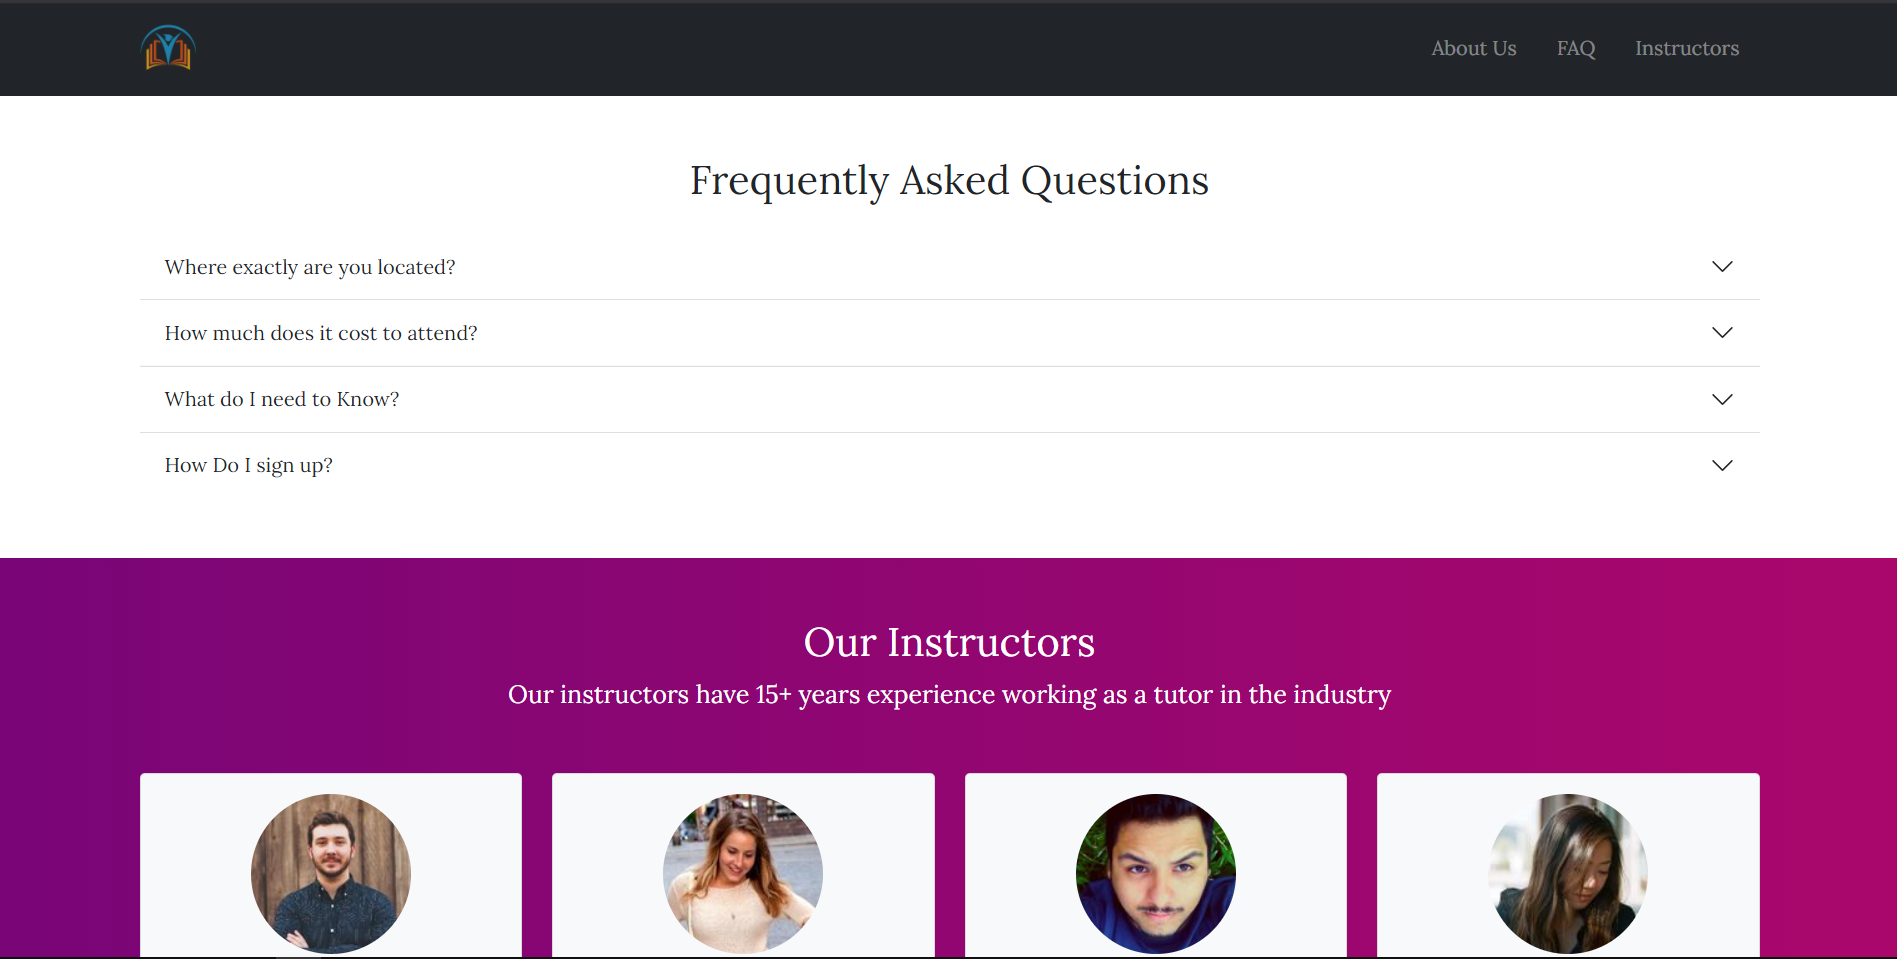 About Us FAQ Instructors
Frequently Asked Questions
Where exactly are you located?
How much does it cost to attend?
What do I need to Know?
How Do I sign up?
Our Instructors
Our instructors have 15+ years experience working as a tutor in the industry